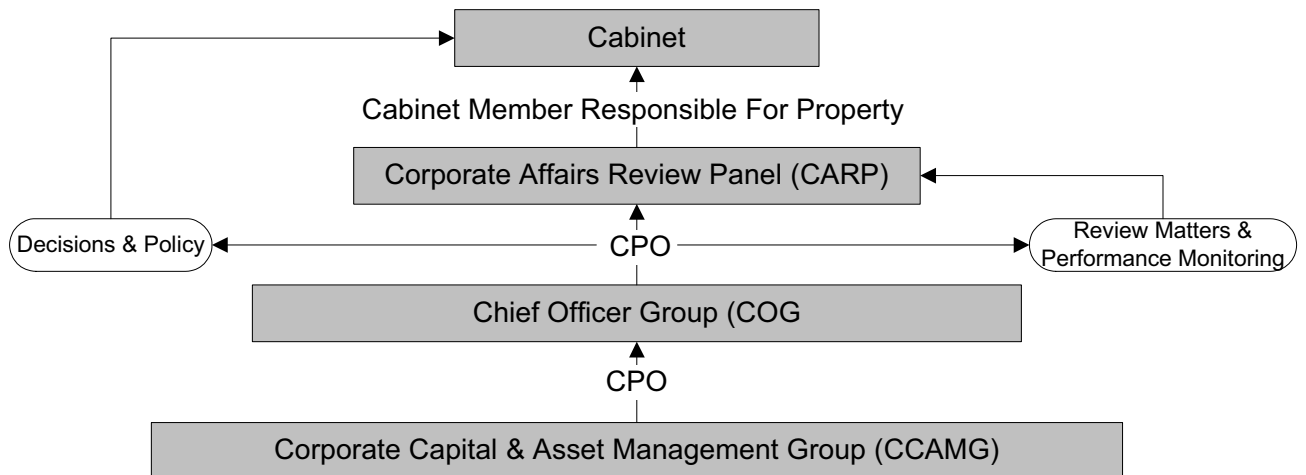 Cabinet
Cabinet Member Responsible For Property
Corporate Affairs Review Panel (CARP)
Decisions & Policy
CPO
Review Matters &
Performance Monitoring
Chief Officer Group (COG
CPO
Corporate Capital & Asset Management Group (CCAMG)